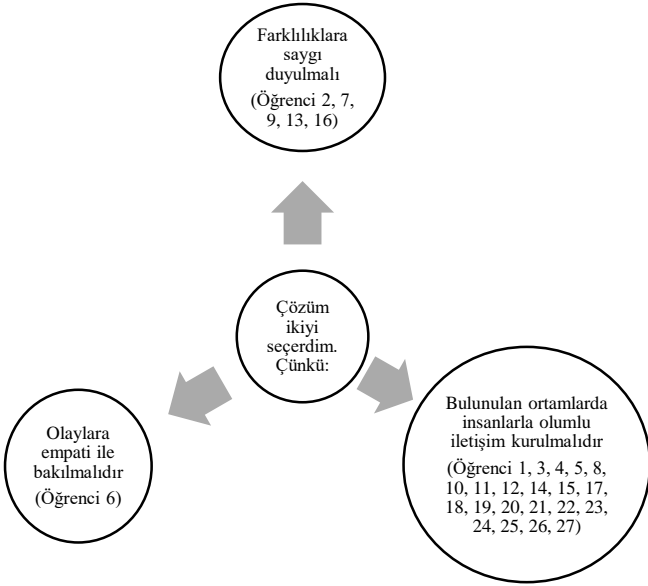 Farklılıklara
saygı
duyulmalı
(Öğrenci 2, 7,
9, 13, 16)
Çözüm
ikiyi
seçerdim.
Çünkü:
Olaylara
empati ile
bakılmalıdır
(Öğrenci 6)
Bulunulan ortamlarda
insanlarla olumlu
iletişim kurulmalıdır
(Öğrenci 1, 3, 4, 5, 8,
10, 11, 12, 14, 15, 17,
18, 19, 20, 21, 22, 23,
24, 25, 26, 27)